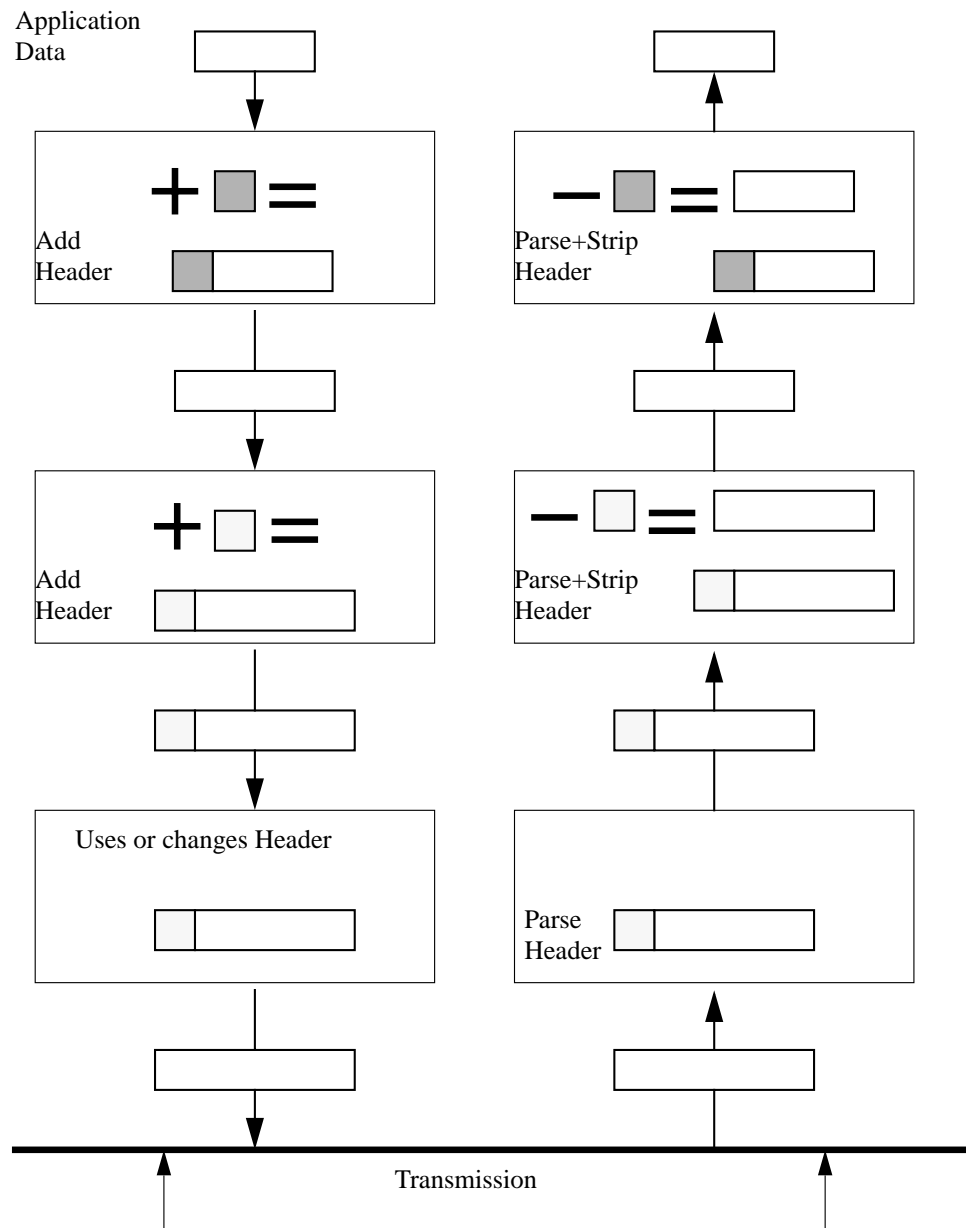 Application
Data
Add
Header
Parse+Strip
Header
Add
Header
Parse+Strip
Header
Uses or changes Header
Parse
Header
Transmission